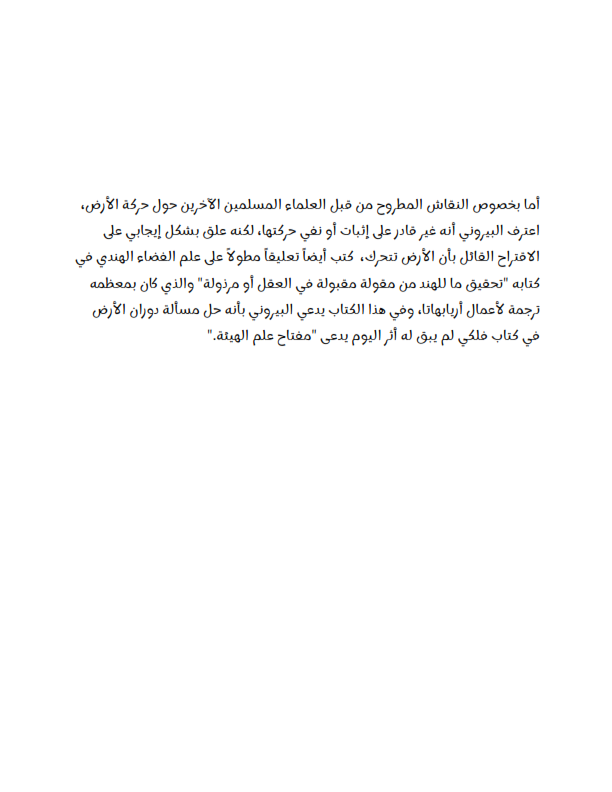 أما بخصوص النقاش المطروح من قبل العلماء المسلمين الآخرين حول حركة الأرض،
اعترف البيروني أنه غير قادر على إثبات أو نفي حركتها، لكنه علق بشكل إيجابي على
الاقتراح القائل بأن الأرض تتحرك، كتب أيضاً تعليقاً مطولاً على علم الفضاء الهندي في
كتابه "تحقيق ما للهند من مقولة مقبولة في العقل أو مرذولة" والذي كان بمعظمه
ترجمة لأعمال أريابهاتا، وفي هذا الكتاب يدعي البيروني بأنه حل مسألة دوران الأرض
في كتاب فلكي لم يبق له أثر اليوم يدعى "مفتاح علم الهيئة."